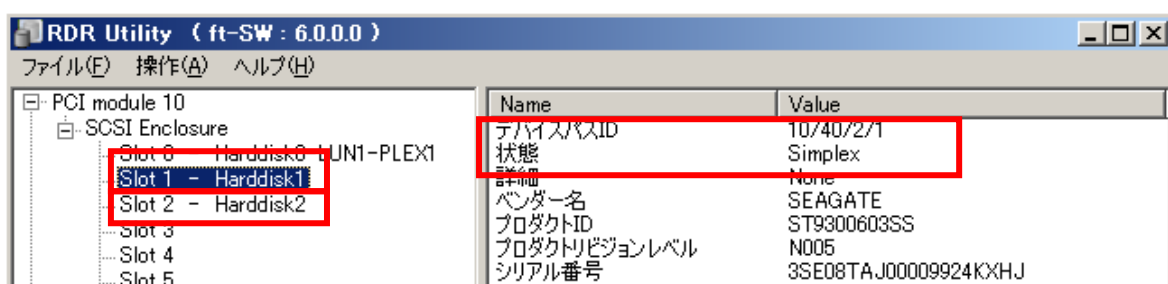 RDR Utility ( ft-SW : 6.0.0.0 )
ファイル(F) 操作(A) ヘルプ(H)
PCI module 10
SCSI Enclosure
Slot 0 - Harddisk0-LUN1-PLEX1
Slot 1 - Harddisk1
Slot 2 - Harddisk2
Slot 3
Slot 4
Slot 5
Name Value
デバイスパスID 10/40/2/1
状態 Simplex
詳細 None
ベンダー名 SEAGATE
プロダクトID ST9300603SS
プロダクトリビジョンレベル N005
シリアル番号 3SE08TAJ00009924KXHJ